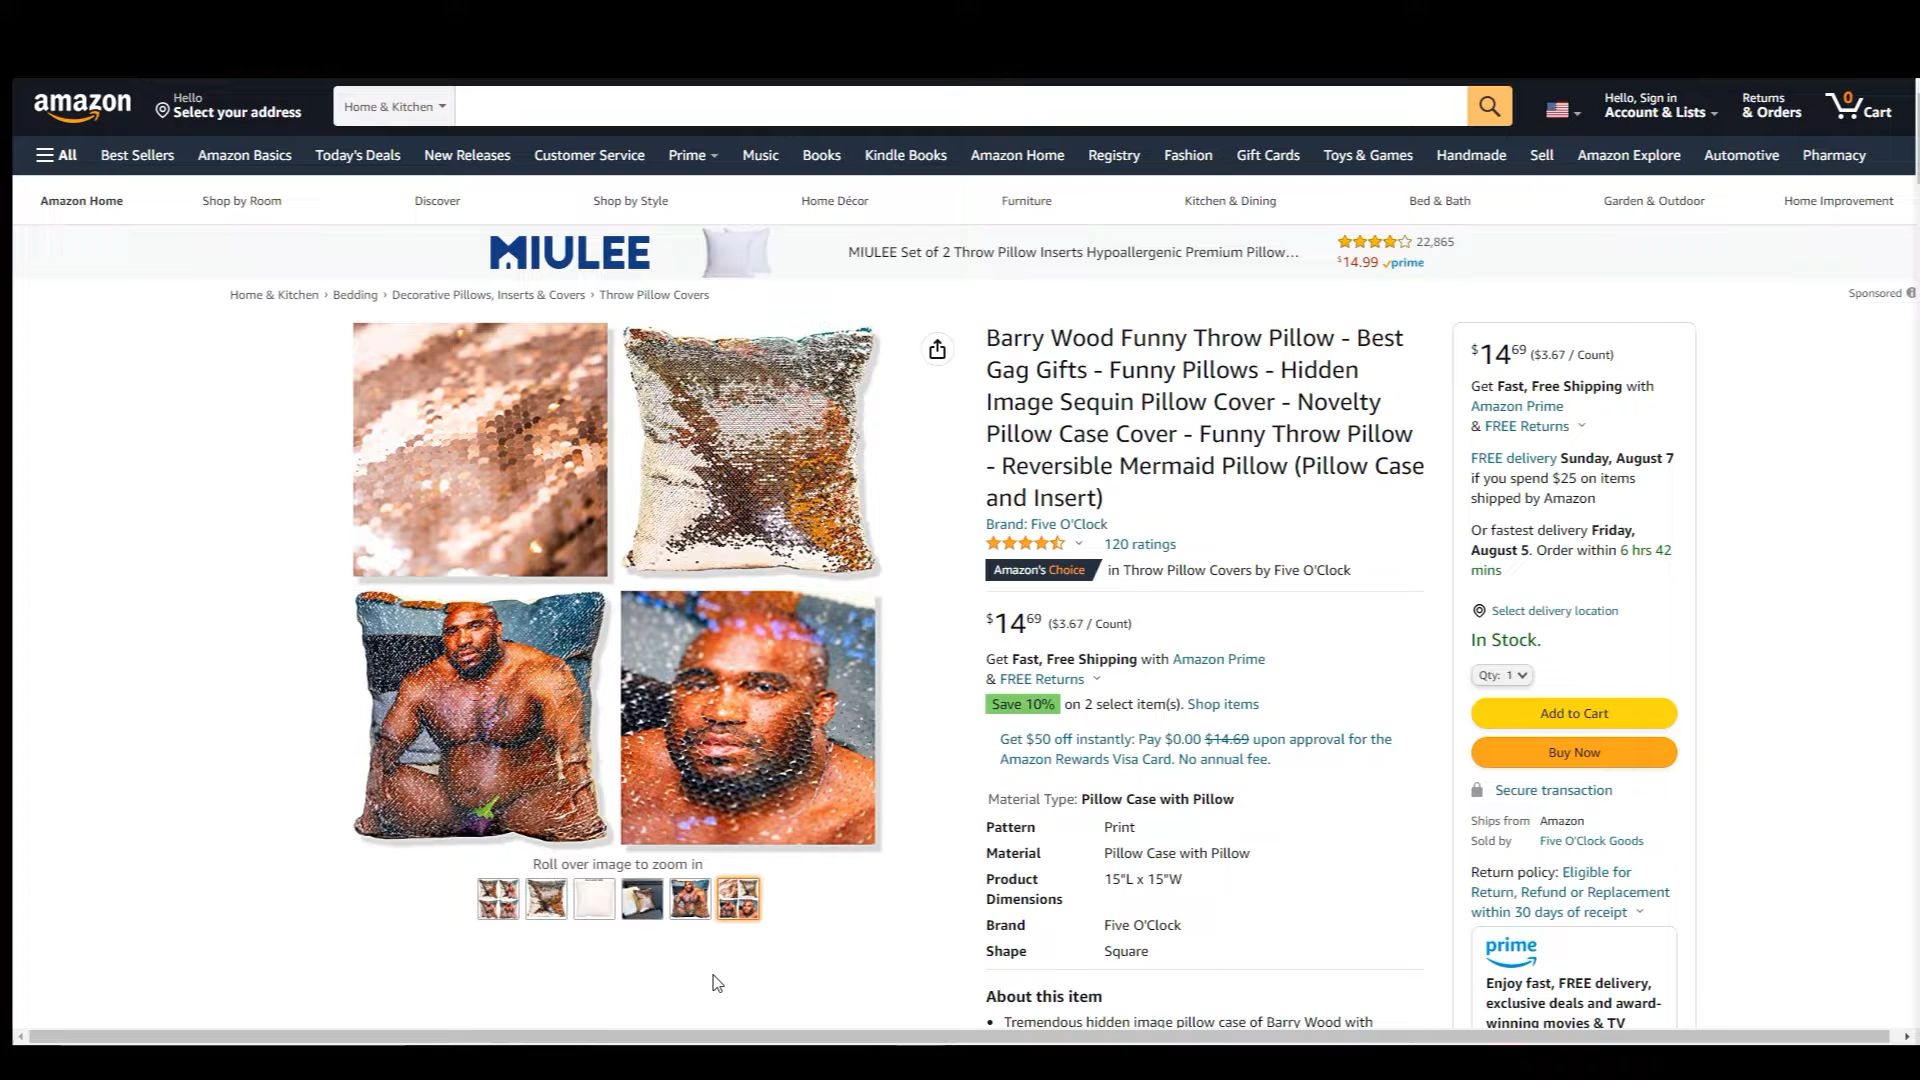 amazon
Hello
Select your address
Home & Kitchen
Hello, Sign in
Account & Lists
Returns
& Orders
0
Cart
All
Best Sellers
Amazon Basics
Today's Deals
New Releases
Customer Service
Prime
Music
Books
Kindle Books
Amazon Home
Registry
Fashion
Gift Cards
Toys & Games
Handmade
Sell
Amazon Explore
Automotive
Pharmacy
Amazon Home
Shop by Room
Discover
Shop by Style
Home Décor
Furniture
Kitchen & Dining
Bed & Bath
Garden & Outdoor
Home Improvement
MIULEE
MIULEE Set of 2 Throw Pillow Inserts Hypoallergenic Premium Pillow...
22,865
$14.99 prime
Home & Kitchen › Bedding › Decorative Pillows, Inserts & Covers › Throw Pillow Covers
Sponsored
Barry Wood Funny Throw Pillow - Best
Gag Gifts - Funny Pillows - Hidden
Image Sequin Pillow Cover - Novelty
Pillow Case Cover - Funny Throw Pillow
- Reversible Mermaid Pillow (Pillow Case
and Insert)
Brand: Five O'Clock
120 ratings
Amazon's Choice in Throw Pillow Covers by Five O'Clock
$14 69 ($3.67 / Count)
Get Fast, Free Shipping with Amazon Prime
& FREE Returns
Save 10% on 2 select item(s). Shop items
Get $50 off instantly: Pay $0.00 $14.69 upon approval for the
Amazon Rewards Visa Card. No annual fee.
Material Type: Pillow Case with Pillow
Pattern Print
Material Pillow Case with Pillow
Product 15"L x 15"W
Dimensions
Brand Five O'Clock
Shape Square
About this item
• Tremendous hidden image pillow case of Barry Wood with
Roll over image to zoom in
$14 69 ($3.67 / Count)
Get Fast, Free Shipping with
Amazon Prime
& FREE Returns
FREE delivery Sunday, August 7
if you spend $25 on items
shipped by Amazon
Or fastest delivery Friday,
August 5. Order within 6 hrs 42
mins
Select delivery location
In Stock.
Qty: 1
Add to Cart
Buy Now
Secure transaction
Ships from Amazon
Sold by Five O'Clock Goods
Return policy: Eligible for
Return, Refund or Replacement
within 30 days of receipt
prime
Enjoy fast, FREE delivery,
exclusive deals and award-
winning movies & TV